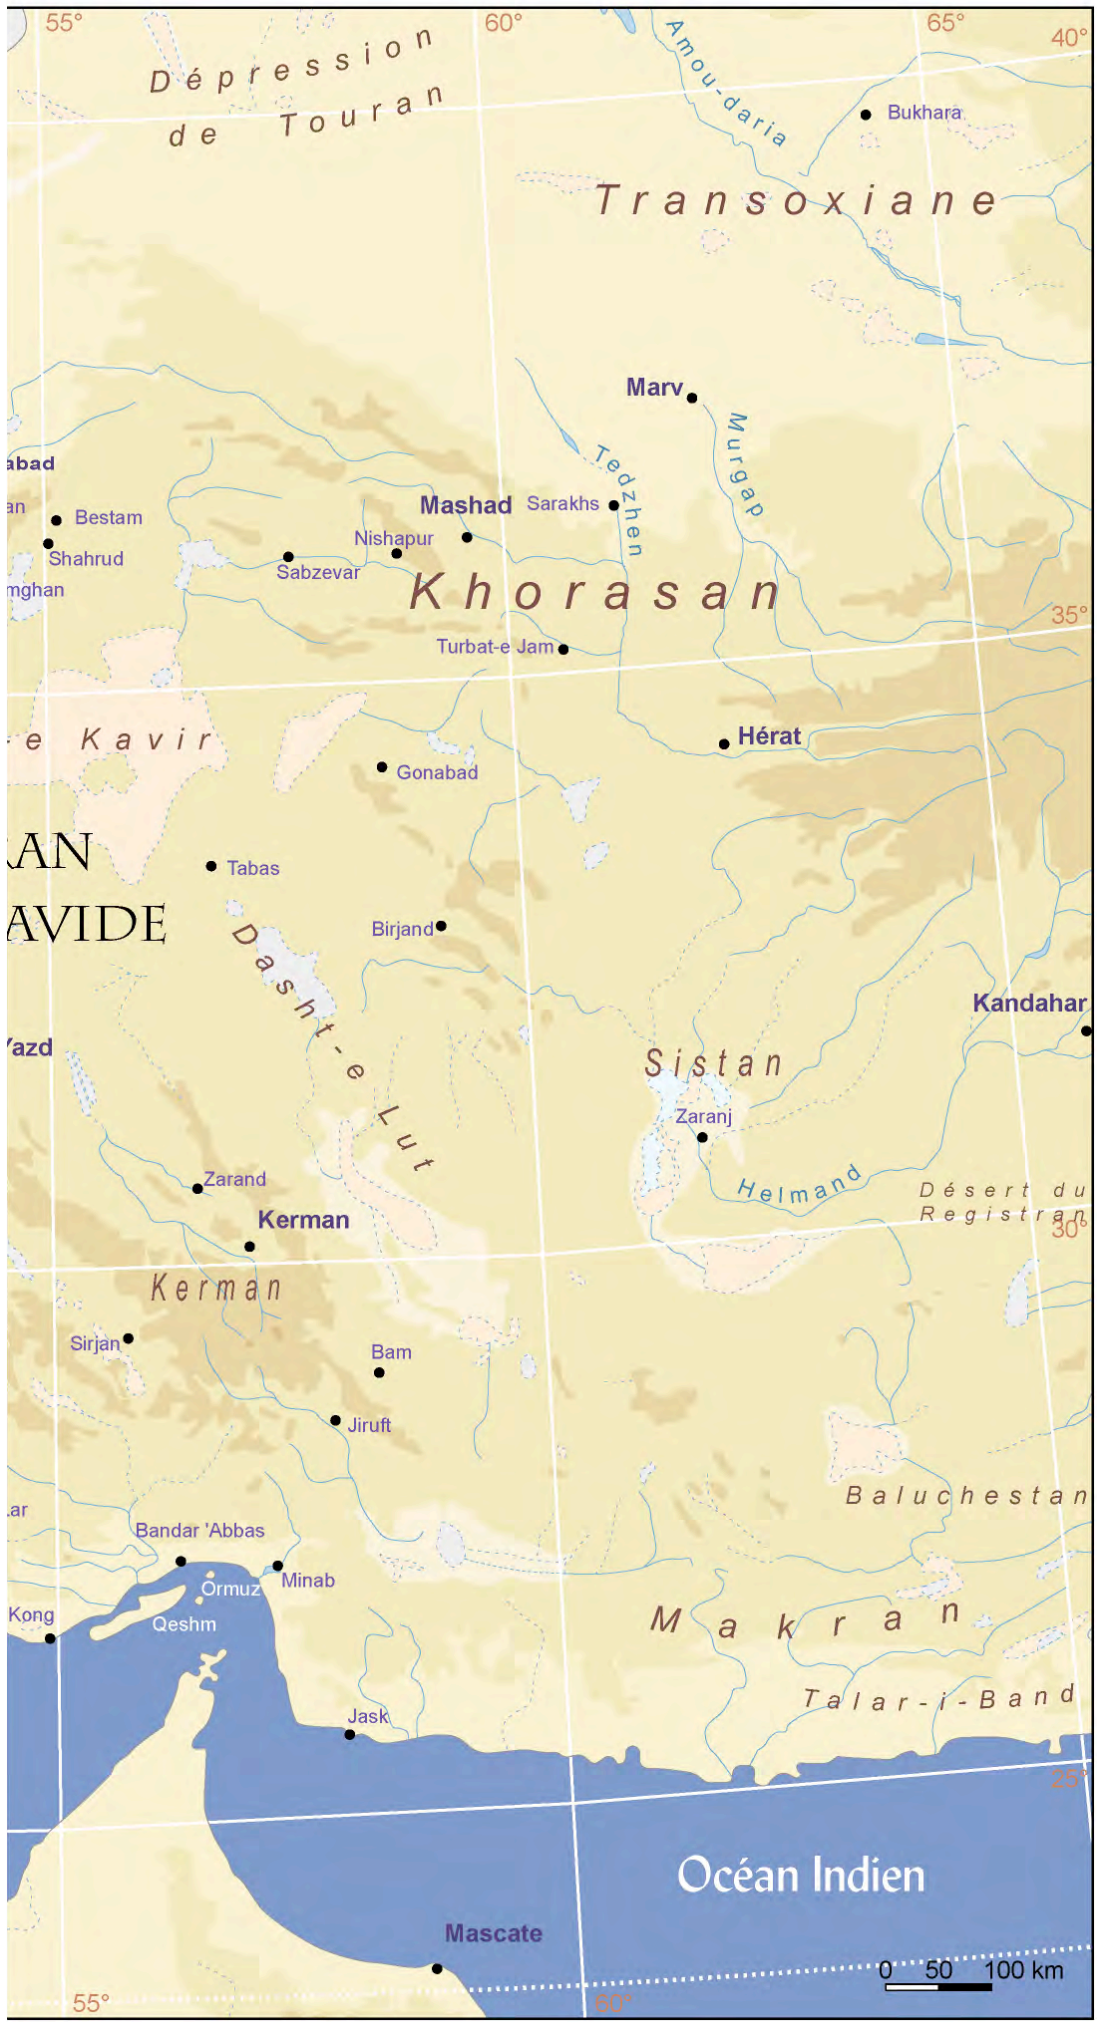 55°
60°
65°
40°
Dépression
de Touran
Amou-daria
Bukhara
Transoxiane
Marv
Murgap
Tedzhen
abad
an
Bestam
Shahrud
mghan
Mashad
Sarakhs
Nishapur
Sabzevar
Khorasan
35°
Turbat-e Jam
-e Kavir
Hérat
Gonabad
RAN
Tabas
AVIDE
Birjand
Dasht-e Lut
Kandahar
Yazd
Sistan
Zaranj
Zarand
Helmand
Désert du
Registran
30°
Kerman
Kerman
Sirjan
Bam
Jiruft
Baluchestan
Lar
Bandar 'Abbas
Minab
Ormuz
Qeshm
Kong
Makran
Talar-i-Band
Jask
25°
Océan Indien
Mascate
0 50 100 km
55°
60°